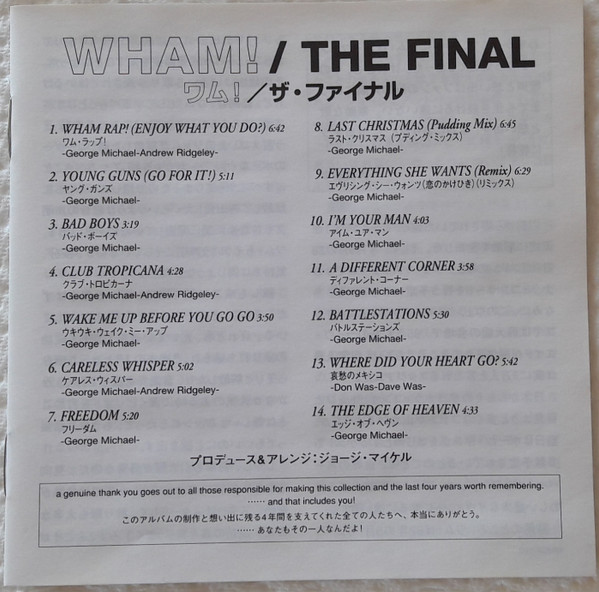 WHAM! / THE FINAL
ワム! / ザ・ファイナル
1. WHAM RAP! (ENJOY WHAT YOU DO?) 6:42
ワム・ラップ!
-George Michael-Andrew Ridgeley-
2. YOUNG GUNS (GO FOR IT!) 5:11
ヤング・ガンズ
-George Michael-
3. BAD BOYS 3:19
バッド・ボーイズ
-George Michael-
4. CLUB TROPICANA 4:28
クラブ・トロピカーナ
-George Michael-Andrew Ridgeley-
5. WAKE ME UP BEFORE YOU GO GO 3:50
ウキウキ・ウェイク・ミー・アップ
-George Michael-
6. CARELESS WHISPER 5:02
ケアレス・ウィスパー
-George Michael-Andrew Ridgeley-
7. FREEDOM 5:20
フリーダム
-George Michael-
8. LAST CHRISTMAS (Pudding Mix) 6:45
ラスト・クリスマス (プディング・ミックス)
-George Michael-
9. EVERYTHING SHE WANTS (Remix) 6:29
エヴリシング・シー・ウォンツ(恋のかけひき)(リミックス)
-George Michael-
10. I'M YOUR MAN 4:03
アイム・ユア・マン
-George Michael-
11. A DIFFERENT CORNER 3:58
ディファレント・コーナー
-George Michael-
12. BATTLESTATIONS 5:30
バトルステーションズ
-George Michael-
13. WHERE DID YOUR HEART GO? 5:42
哀愁のメキシコ
-Don Was-Dave Was-
14. THE EDGE OF HEAVEN 4:33
エッジ・オブ・ヘヴン
-George Michael-
プロデュース&アレンジ:ジョージ・マイケル
a genuine thank you goes out to all those responsible for making this collection and the last four years worth remembering.
…… and that includes you!
このアルバムの制作と想い出に残る4年間を支えてくれた全ての人たちへ、本当にありがとう。
…… あなたもその一人なんだよ!